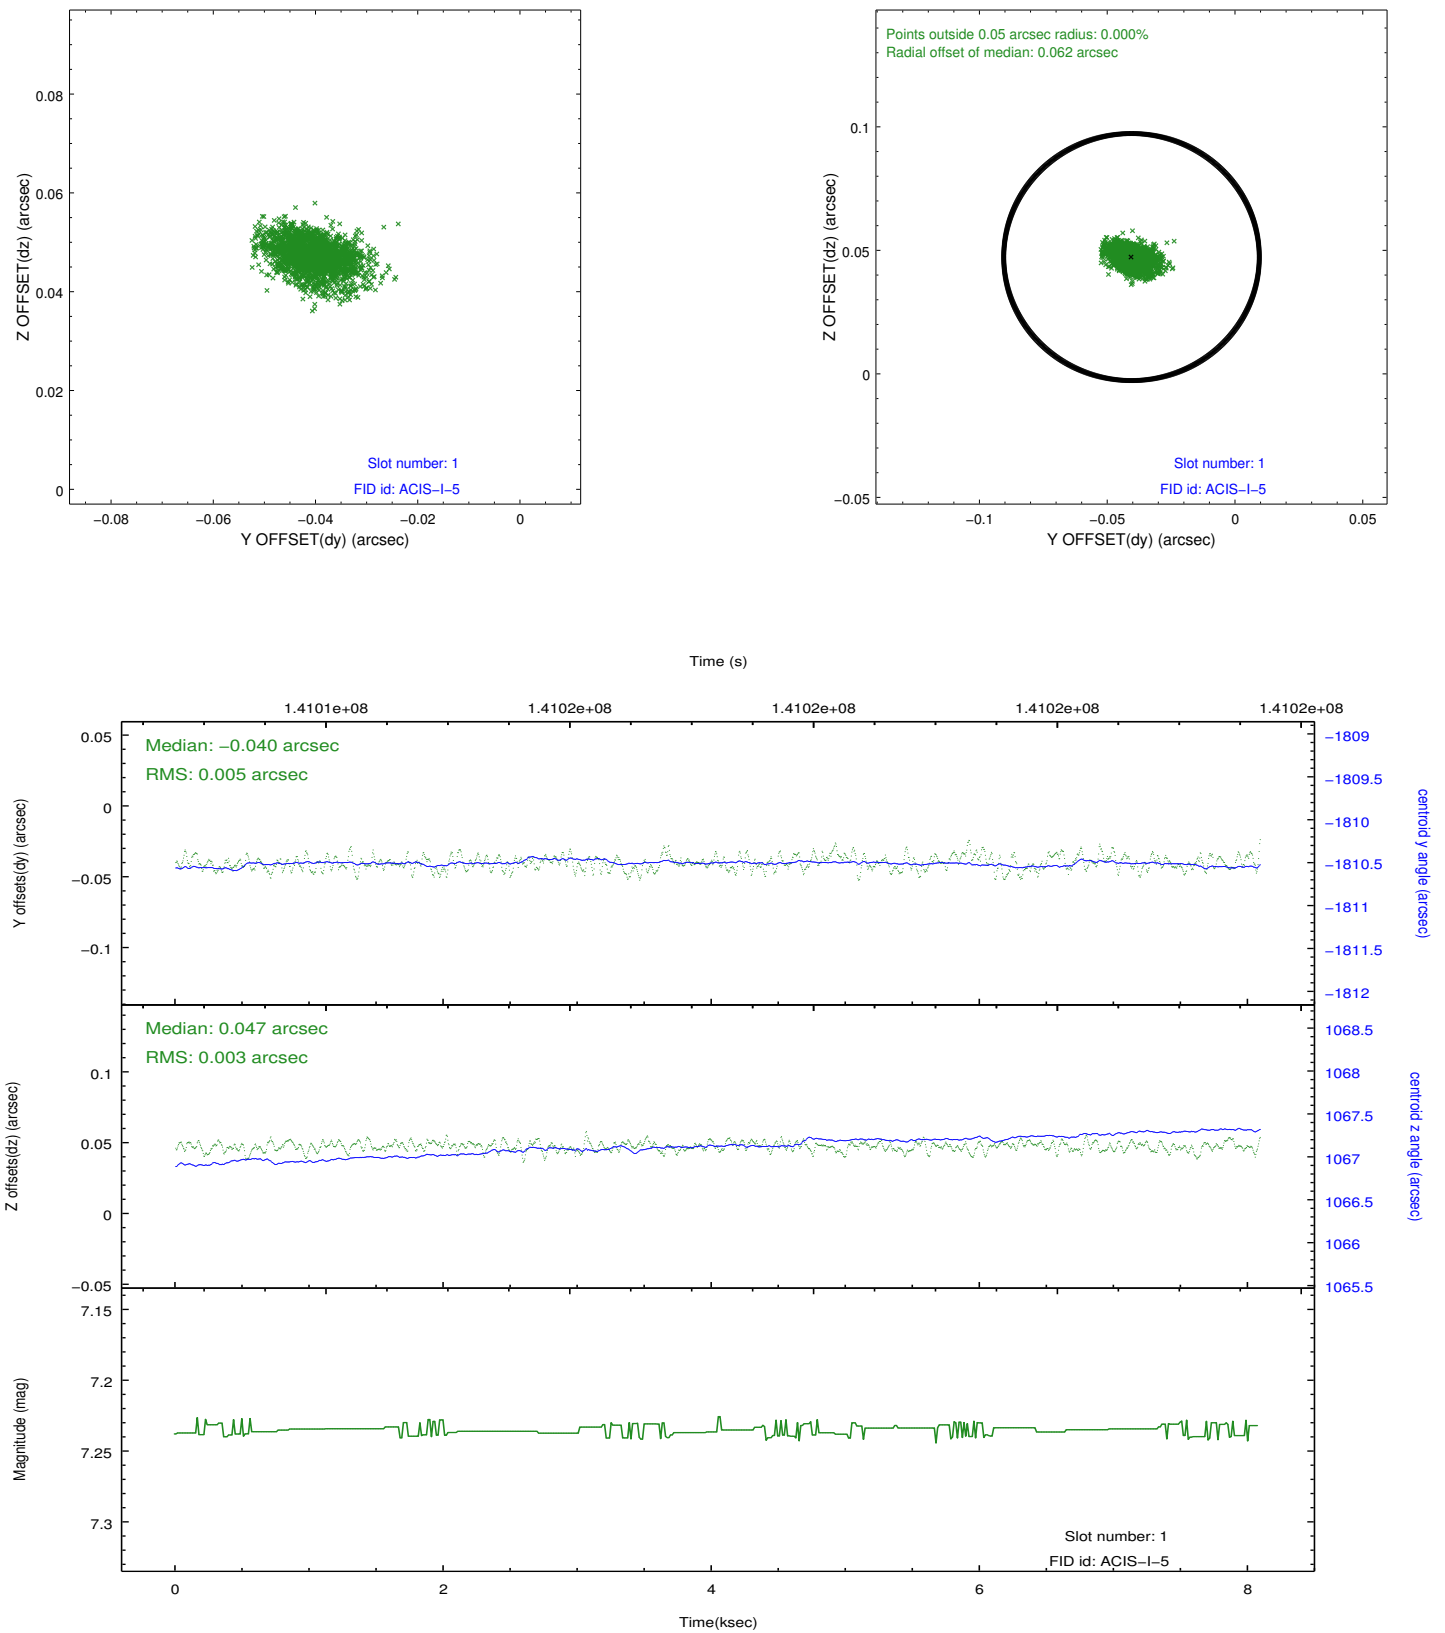 0.08
0.06
0.04
0.02
0
−0.08
−0.06
−0.04
−0.02
0
Z OFFSET(dz) (arcsec)
Y OFFSET(dy) (arcsec)
Slot number: 1
FID id: ACIS−I−5
Points outside 0.05 arcsec radius: 0.000%
Radial offset of median: 0.062 arcsec
0.1
0.05
0
−0.05
−0.1
−0.05
0
0.05
Z OFFSET(dz) (arcsec)
Y OFFSET(dy) (arcsec)
Slot number: 1
FID id: ACIS−I−5
Time (s)
1.4101e+08
1.4102e+08
1.4102e+08
1.4102e+08
1.4102e+08
Median: −0.040 arcsec
RMS: 0.005 arcsec
0.05
0
−0.05
−0.1
Y offsets(dy) (arcsec)
−1809
−1809.5
−1810
−1810.5
−1811
−1811.5
−1812
centroid y angle (arcsec)
Median: 0.047 arcsec
RMS: 0.003 arcsec
0.1
0.05
0
−0.05
Z offsets(dz) (arcsec)
1068.5
1068
1067.5
1067
1066.5
1066
1065.5
centroid z angle (arcsec)
7.15
7.2
7.25
7.3
Magnitude (mag)
Slot number: 1
FID id: ACIS−I−5
0
2
4
6
8
Time(ksec)